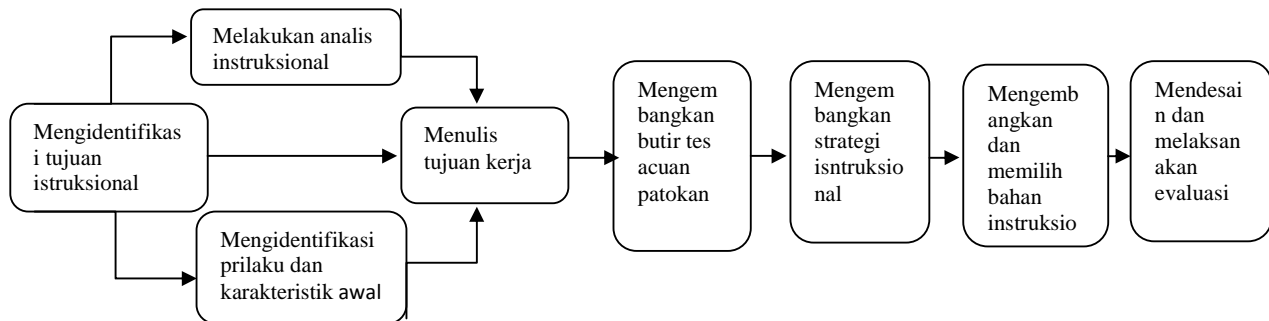 Melakukan analis
instruksional
Mengidentifikas
i tujuan
istruksional
Mengidentifikasi
prilaku dan
karakteristik awal
Menulis
tujuan kerja
Mengem
bangkan
butir tes
acuan
patokan
Mengem
bangkan
strategi
isntruksio
nal
Mengemb
angkan
dan
memilih
bahan
instruksio
Mendesai
n dan
melaksan
akan
evaluasi